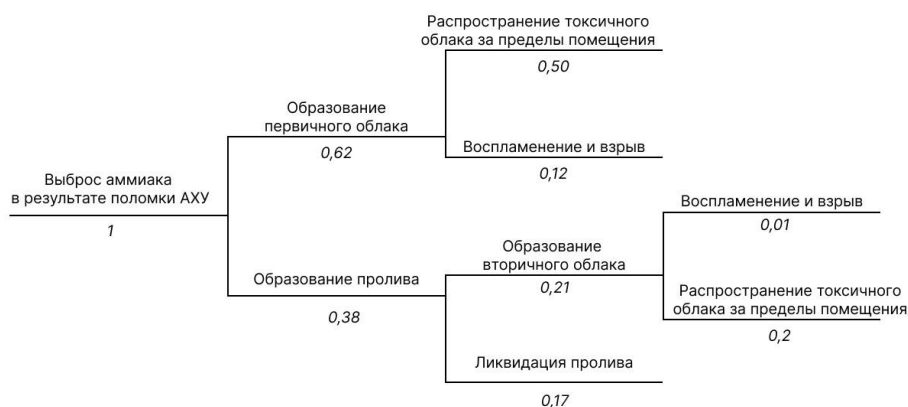 Распространение токсичного
облака за пределы помещения
0,50
Образование
первичного облака
0,62
Воспламенение и взрыв
0,12
Выброс аммиака
в результате поломки АХУ
1
Воспламенение и взрыв
0,01
Образование
вторичного облака
0,21
Образование пролива
0,38
Распространение токсичного
облака за пределы помещения
0,2
Ликвидация пролива
0,17